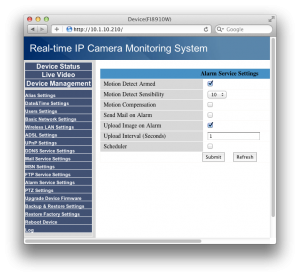 Device(FI8910W)
http://10.1.10.210/
Google
Real-time IP Camera Monitoring System
Device Status
Live Video
Device Management
Alias Settings
Date&Time Settings
Users Settings
Basic Network Settings
Wireless LAN Settings
ADSL Settings
UPnP Settings
DDNS Service Settings
Mail Service Settings
MSN Settings
FTP Service Settings
Alarm Service Settings
PTZ Settings
Upgrade Device Firmware
Backup & Restore Settings
Restore Factory Settings
Reboot Device
Log
Alarm Service Settings
Motion Detect Armed
Motion Detect Sensibility 10
Motion Compensation
Send Mail on Alarm
Upload Image on Alarm
Upload Interval (Seconds) 1
Scheduler
Submit Refresh